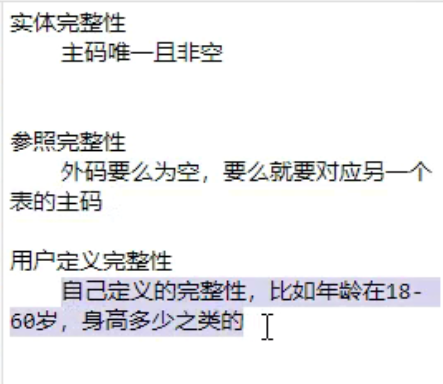 实体完整性
主码唯一且非空
参照完整性
外码要么为空，要么就要对应另一个
表的主码
用户定义完整性
自己定义的完整性，比如年龄在18-
60岁，身高多少之类的